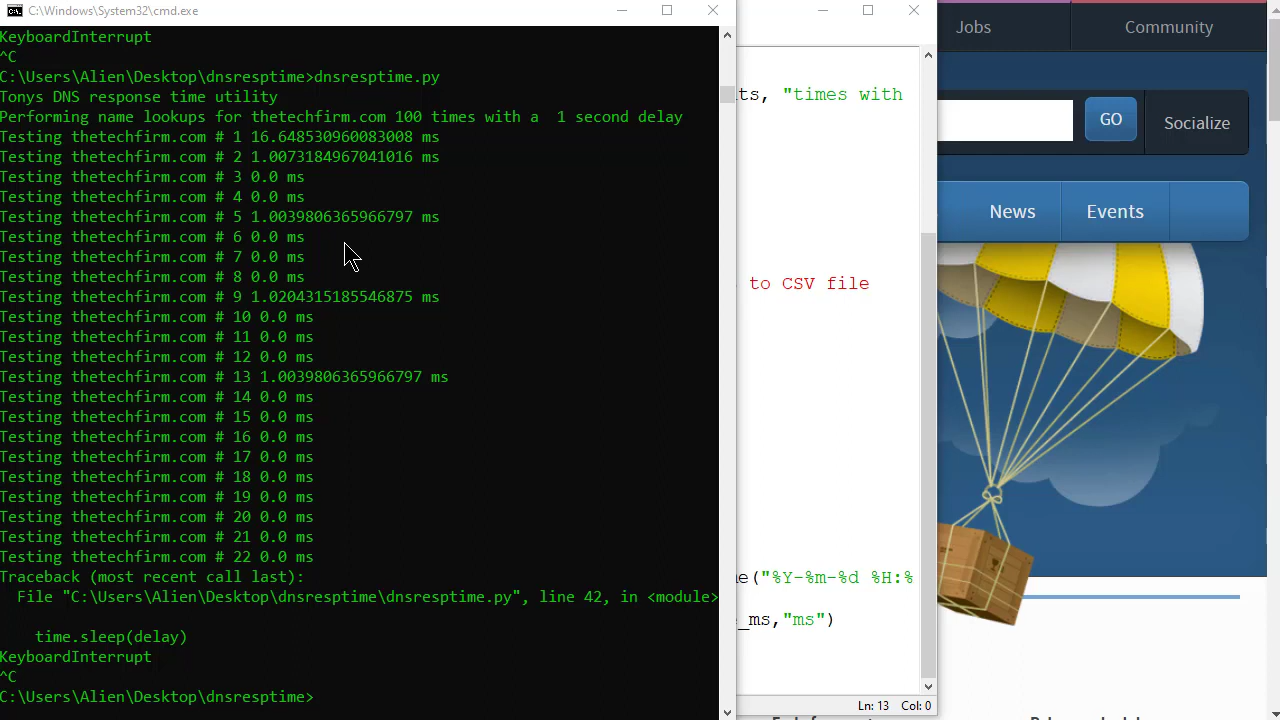 C:\Windows\System32\cmd.exe
KeyboardInterrupt
^C
C:\Users\Alien\Desktop\dnsresptime>dnsresptime.py
Tonys DNS response time utility
Performing name lookups for thetechfirm.com 100 times with a  1 second delay
Testing thetechfirm.com # 1 16.648530960083008 ms
Testing thetechfirm.com # 2 1.0073184967041016 ms
Testing thetechfirm.com # 3 0.0 ms
Testing thetechfirm.com # 4 0.0 ms
Testing thetechfirm.com # 5 1.0039806365966797 ms
Testing thetechfirm.com # 6 0.0 ms
Testing thetechfirm.com # 7 0.0 ms
Testing thetechfirm.com # 8 0.0 ms
Testing thetechfirm.com # 9 1.0204315185546875 ms
Testing thetechfirm.com # 10 0.0 ms
Testing thetechfirm.com # 11 0.0 ms
Testing thetechfirm.com # 12 0.0 ms
Testing thetechfirm.com # 13 1.0039806365966797 ms
Testing thetechfirm.com # 14 0.0 ms
Testing thetechfirm.com # 15 0.0 ms
Testing thetechfirm.com # 16 0.0 ms
Testing thetechfirm.com # 17 0.0 ms
Testing thetechfirm.com # 18 0.0 ms
Testing thetechfirm.com # 19 0.0 ms
Testing thetechfirm.com # 20 0.0 ms
Testing thetechfirm.com # 21 0.0 ms
Testing thetechfirm.com # 22 0.0 ms
Traceback (most recent call last):
File "C:\Users\Alien\Desktop\dnsresptime\dnsresptime.py", line 42, in <module>
time.sleep(delay)
KeyboardInterrupt
^C
C:\Users\Alien\Desktop\dnsresptime>
ts, "times with
s to CSV file
me("%Y-%m-%d %H:%
_ms,"ms")
Ln: 13 Col: 0
Jobs
Community
GO
Socialize
News
Events